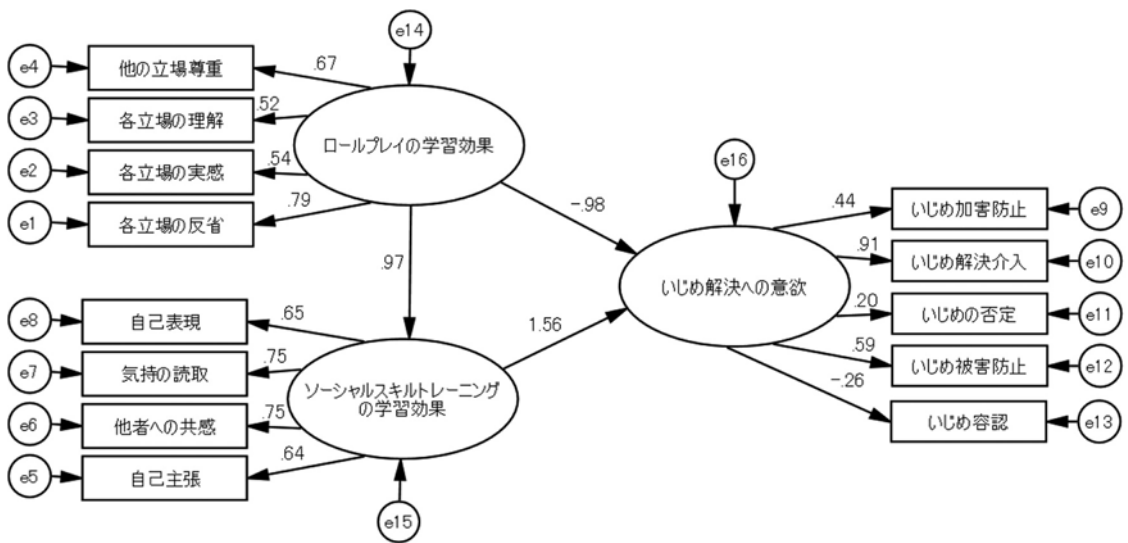 e14
e4
他の立場尊重
.67
e3
各立場の理解
.52
e2
各立場の実感
.54
e1
各立場の反省
.79
ロールプレイの学習効果
e16
-.98
.97
いじめ解決への意欲
1.56
.44
いじめ加害防止
e9
.91
いじめ解決介入
e10
.20
いじめの否定
e11
.59
いじめ被害防止
e12
-.26
いじめ容認
e13
e8
自己表現
.65
e7
気持の読取
.75
e6
他者への共感
.75
e5
自己主張
.64
ソーシャルスキルトレーニング
の学習効果
e15